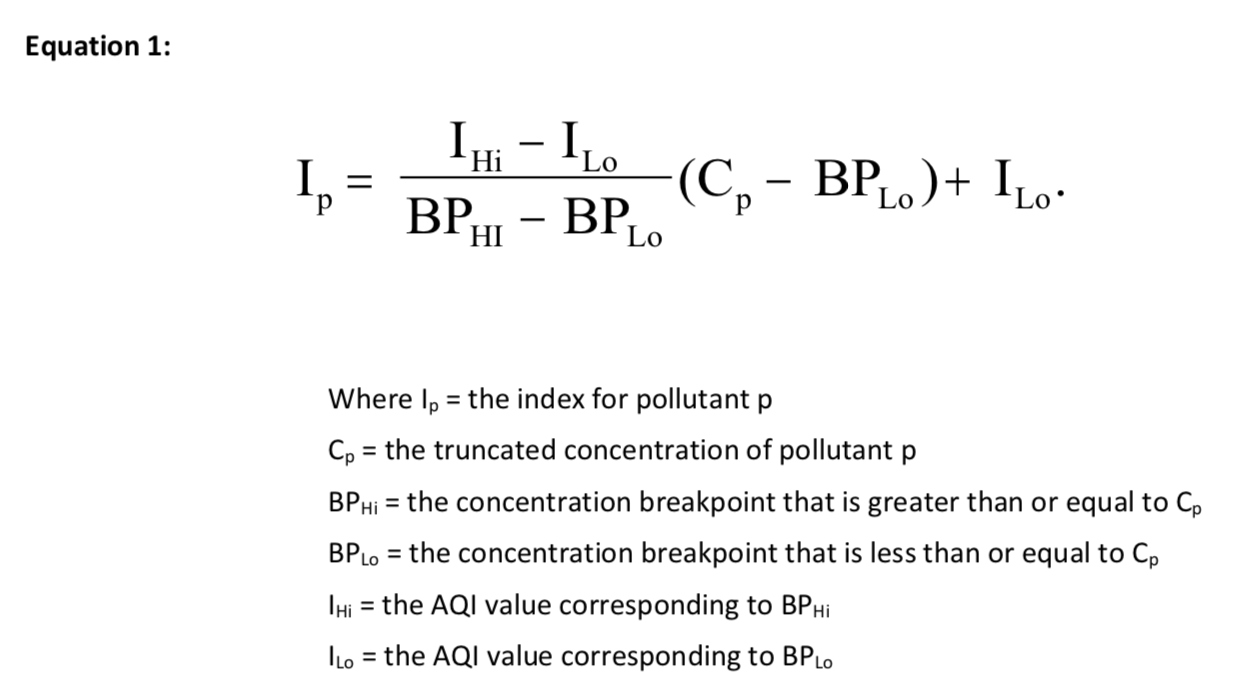 Equation 1:
I_p = \frac{I_{Hi} - I_{Lo}}{BP_{HI} - BP_{Lo}} (C_p - BP_{Lo}) + I_{Lo}.
Where I_p = the index for pollutant p
C_p = the truncated concentration of pollutant p
BP_{Hi} = the concentration breakpoint that is greater than or equal to C_p
BP_{Lo} = the concentration breakpoint that is less than or equal to C_p
I_{Hi} = the AQI value corresponding to BP_{Hi}
I_{Lo} = the AQI value corresponding to BP_{Lo}